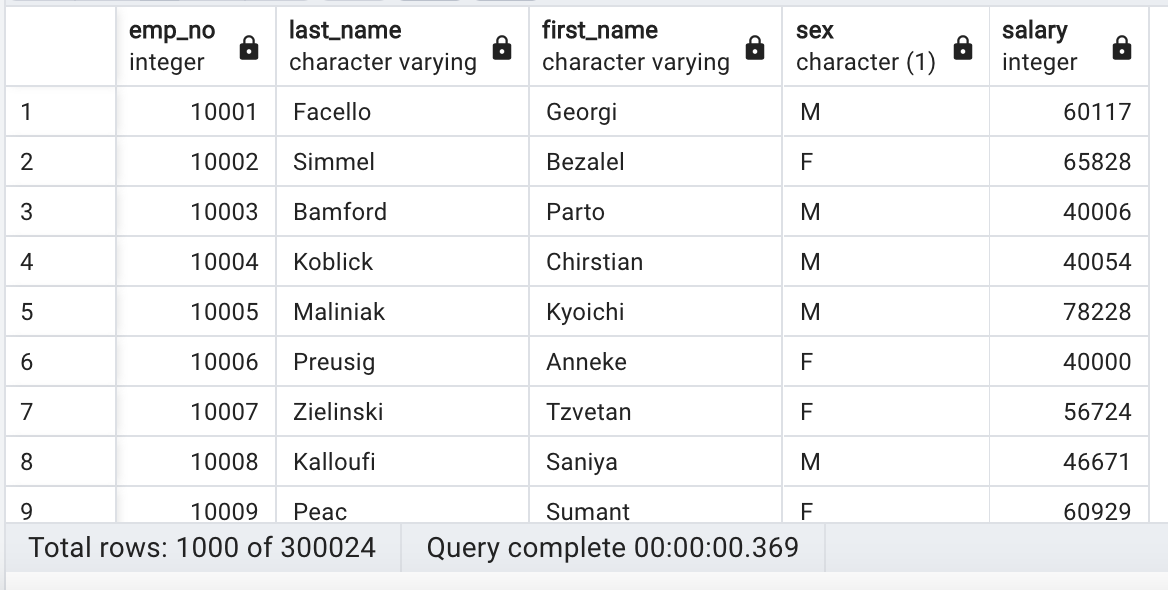 emp_no last_name first_name sex salary
integer character varying character varying character (1) integer
1 10001 Facello Georgi M 60117
2 10002 Simmel Bezalel F 65828
3 10003 Bamford Parto M 40006
4 10004 Koblick Chirstian M 40054
5 10005 Maliniak Kyoichi M 78228
6 10006 Preusig Anneke F 40000
7 10007 Zielinski Tzvetan F 56724
8 10008 Kalloufi Saniya M 46671
9 10009 Peac Sumant F 60929
Total rows: 1000 of 300024 Query complete 00:00:00.369